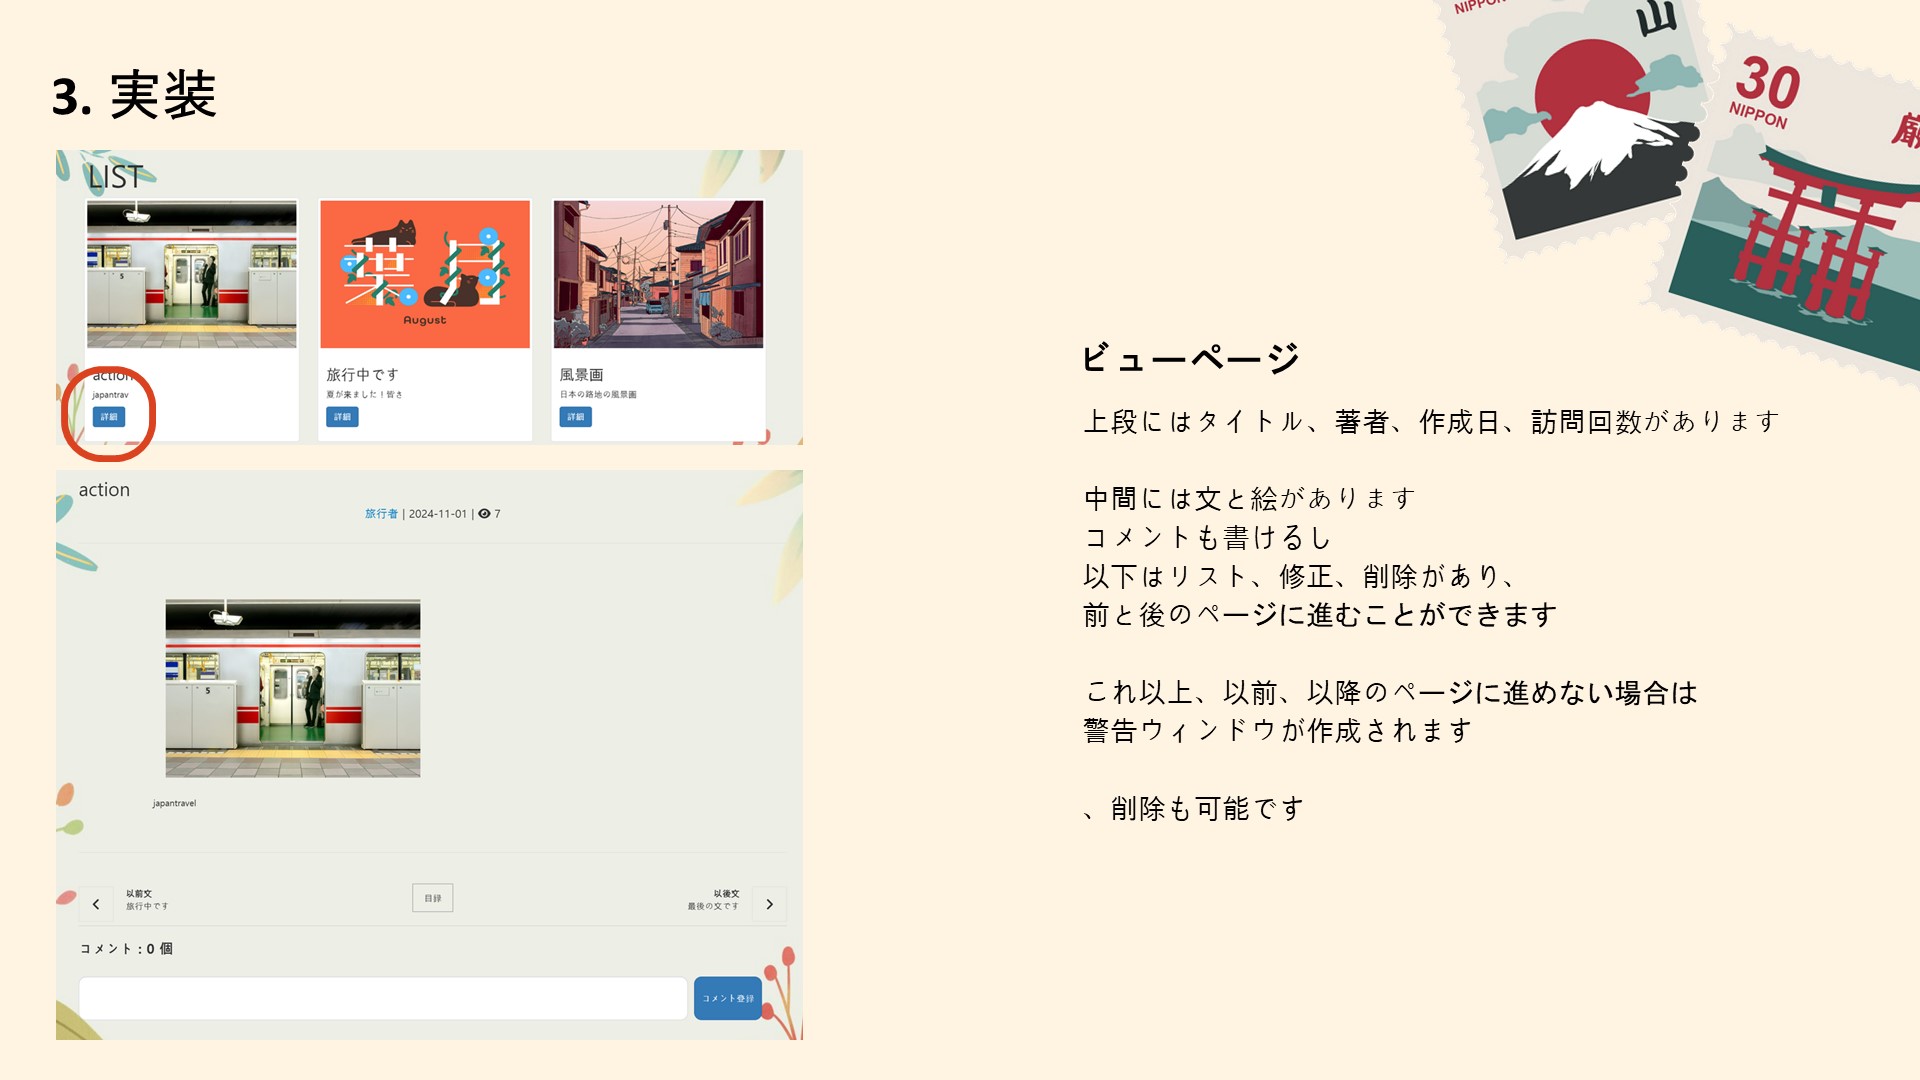 3. 実装
NIPPON
山
30
NIPPON
LIST
5
葉月
August
action
japantrav
詳細
旅行中です
夏が来ました！皆さ
詳細
風景画
日本の路地の風景画
詳細
action
旅行者 | 2024-11-01 | 7
5
japantravel
以前文
旅行中です
目録
以後文
最後の文です
コメント : 0 個
コメント登録
ビューページ
上段にはタイトル、著者、作成日、訪問回数があります
中間には文と絵があります
コメントも書けるし
以下はリスト、修正、削除があり、
前と後のページに進むことができます
これ以上、以前、以降のページに進めない場合は
警告ウィンドウが作成されます
、削除も可能です